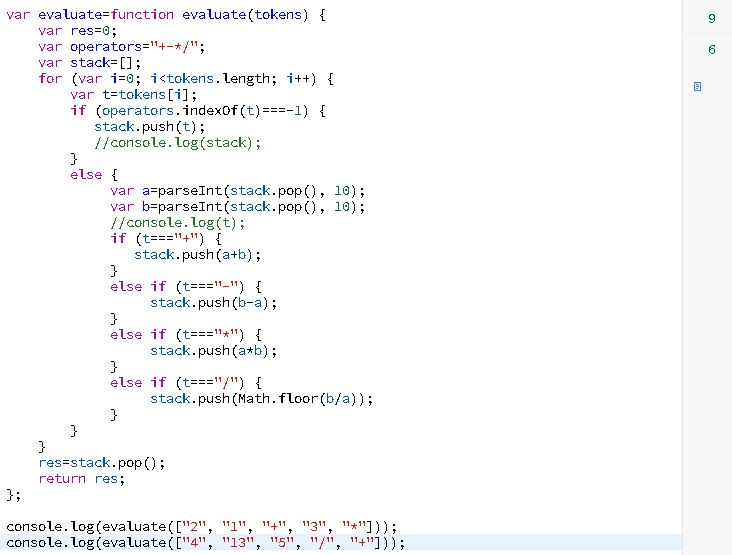 var evaluate=function evaluate(tokens) {
    var res=0;
    var operators="+-*/";
    var stack=[];
    for (var i=0; i<tokens.length; i++) {
        var t=tokens[i];
        if (operators.indexOf(t)===-1) {
           stack.push(t);
           //console.log(stack);
        }
        else {
             var a=parseInt(stack.pop(), 10);
             var b=parseInt(stack.pop(), 10);
             //console.log(t);
             if (t==="+") {
                stack.push(a+b);
             }
             else if (t==="-") {
                  stack.push(b-a);
             }
             else if (t==="*") {
                  stack.push(a*b);
             }
             else if (t==="/") {
                  stack.push(Math.floor(b/a));
             }
        }
    }
    res=stack.pop();
    return res;
};

console.log(evaluate(["2", "1", "+", "3", "*"]));
console.log(evaluate(["4", "13", "5", "/", "+"]));
9
6